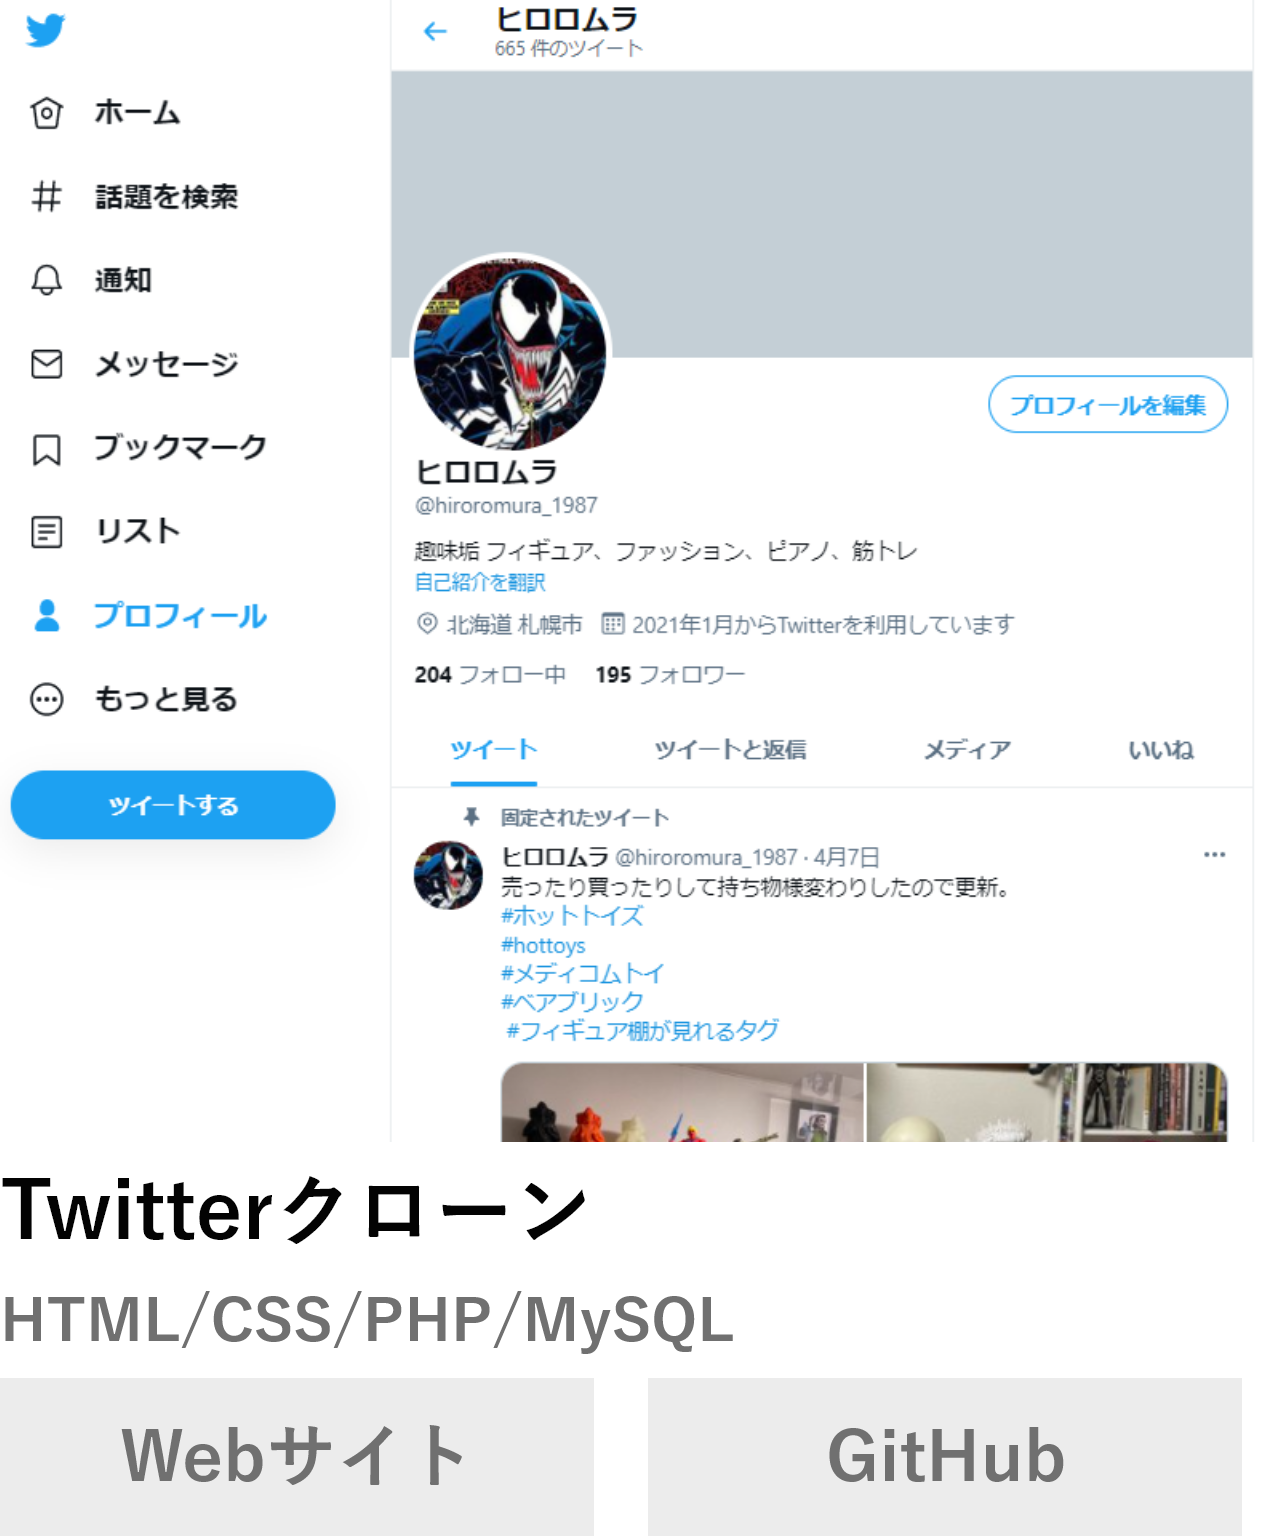 ヒロロムラ
665 件のツイート
ホーム
話題を検索
通知
メッセージ
ブックマーク
リスト
プロフィール
もっと見る
ツイートする
プロフィールを編集
ヒロロムラ
@hiroromura_1987
趣味垢 フィギュア、ファッション、ピアノ、筋トレ
自己紹介を翻訳
北海道 札幌市 2021年1月からTwitterを利用しています
204 フォロー中 195 フォロワー
ツイート ツイートと返信 メディア いいね
固定されたツイート
ヒロロムラ @hiroromura_1987 · 4月7日
売ったり買ったりして持ち物様変わりしたので更新。
#ホットトイズ
#hottoys
#メディコムトイ
#ベアブリック
#フィギュア棚が見れるタグ
Twitterクローン
HTML/CSS/PHP/MySQL
Webサイト GitHub